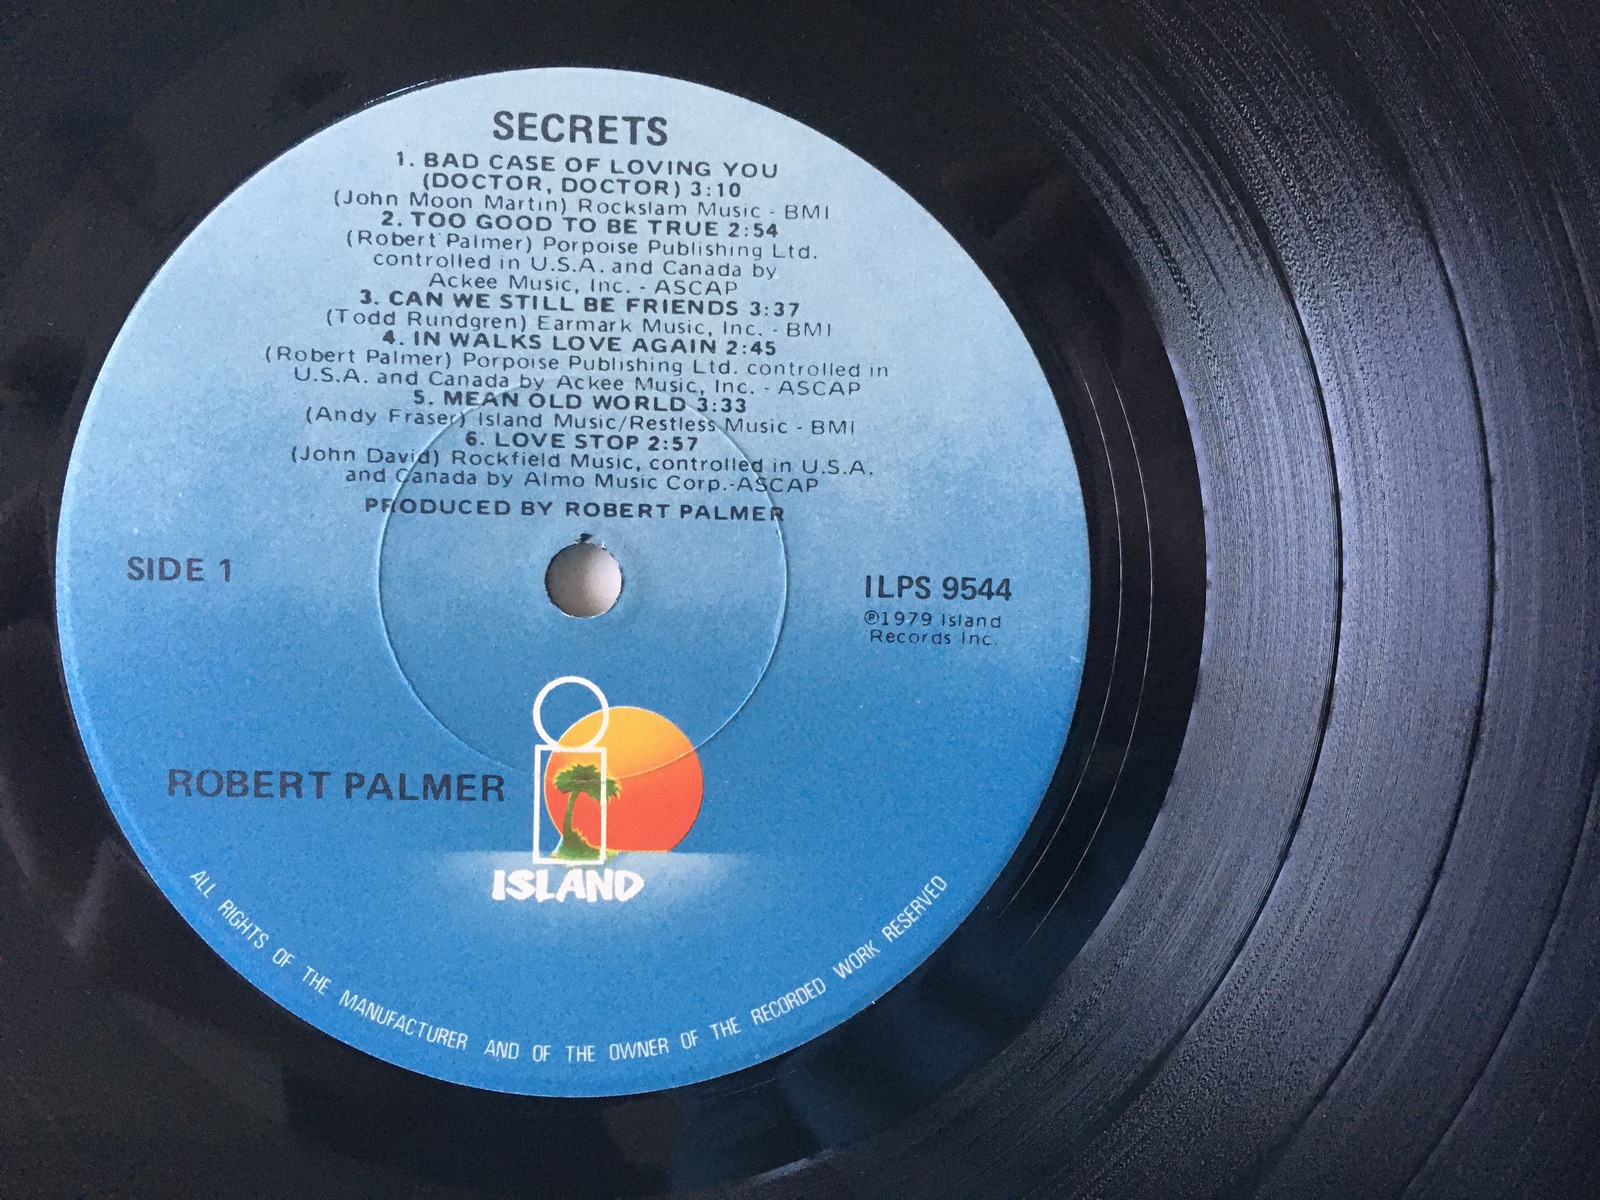 SECRETS
1. BAD CASE OF LOVING YOU
(DOCTOR, DOCTOR) 3:10
(John Moon Martin) Rockslam Music - BMI
2. TOO GOOD TO BE TRUE 2:54
(Robert Palmer) Porpoise Publishing Ltd.
controlled in U.S.A. and Canada by
Ackee Music, Inc. - ASCAP
3. CAN WE STILL BE FRIENDS 3:37
(Todd Rundgren) Earmark Music, Inc. - BMI
4. IN WALKS LOVE AGAIN 2:45
(Robert Palmer) Porpoise Publishing Ltd. controlled in
U.S.A. and Canada by Ackee Music, Inc. - ASCAP
5. MEAN OLD WORLD 3:33
(Andy Fraser) Island Music/Restless Music - BMI
6. LOVE STOP 2:57
(John David) Rockfield Music, controlled in U.S.A.
and Canada by Almo Music Corp.-ASCAP
PRODUCED BY ROBERT PALMER
SIDE 1
ILPS 9544
℗1979 Island
Records Inc.
ROBERT PALMER
ISLAND
ALL RIGHTS OF THE MANUFACTURER AND OF THE OWNER OF THE RECORDED WORK RESERVED